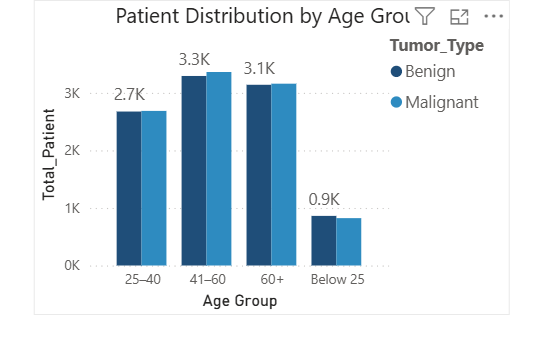 Patient Distribution by Age Grou
Tumor_Type
Benign
Malignant
Total_Patient
3K
2K
1K
0K
2.7K
3.3K
3.1K
0.9K
25–40
41–60
60+
Below 25
Age Group